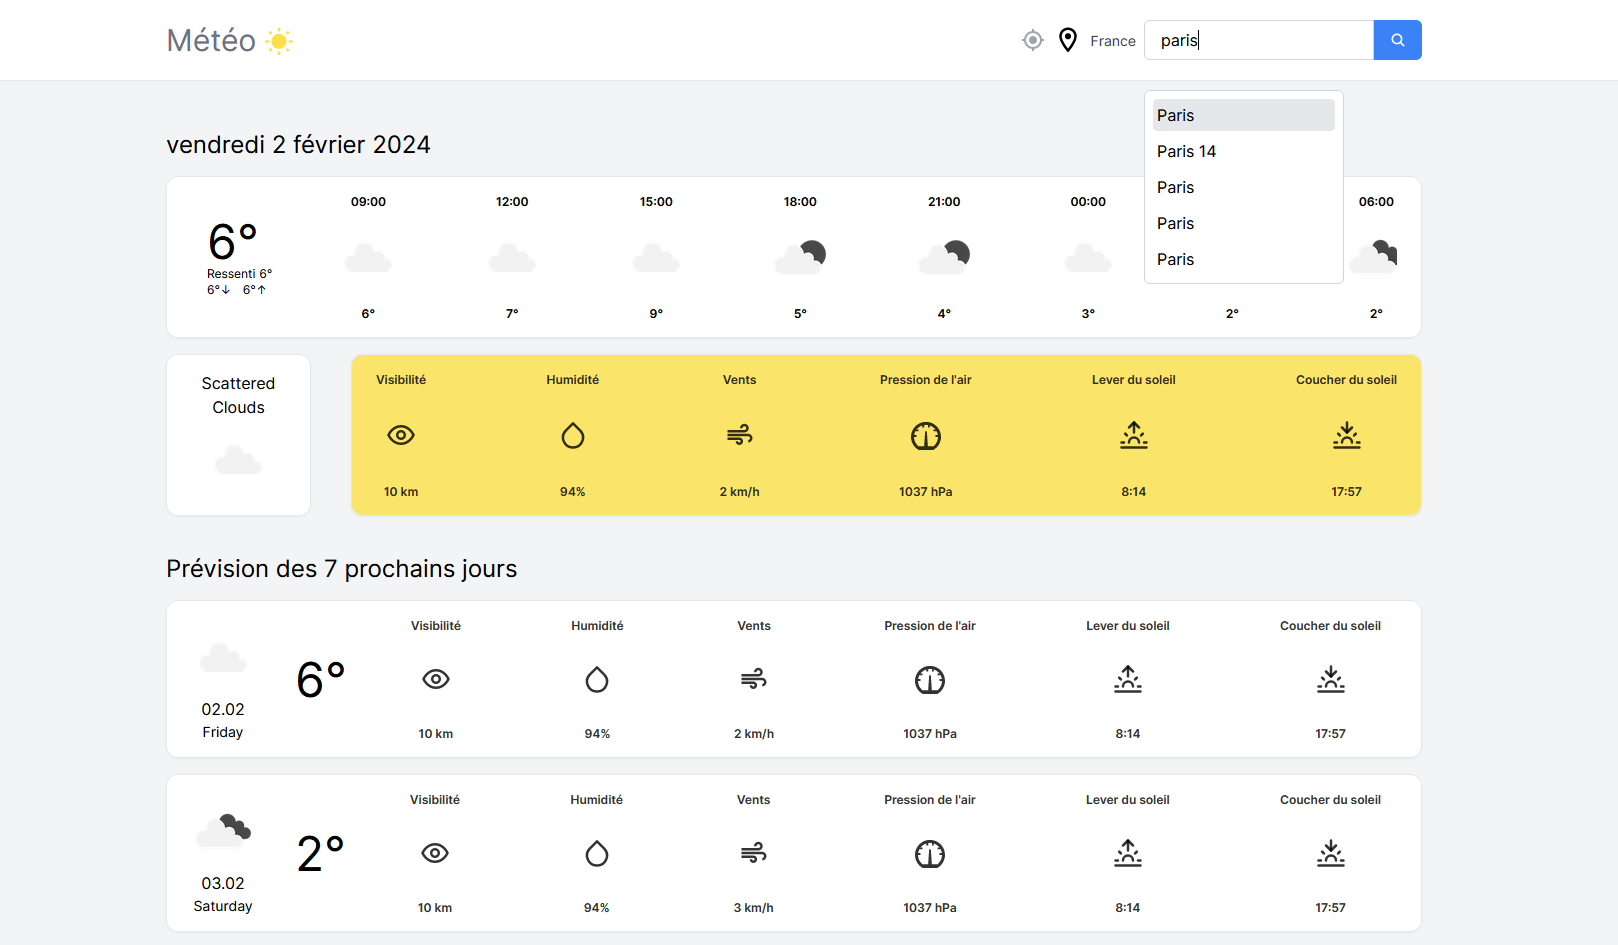 Météo
France
paris
Paris
Paris 14
Paris
Paris
Paris
vendredi 2 février 2024
6°
Ressenti 6°
6°↓ 6°↑
09:00 12:00 15:00 18:00 21:00 00:00 06:00
6° 7° 9° 5° 4° 3° 2° 2°
Scattered
Clouds
Visibilité Humidité Vents Pression de l'air Lever du soleil Coucher du soleil
10 km 94% 2 km/h 1037 hPa 8:14 17:57
Prévision des 7 prochains jours
02.02
Friday
6°
Visibilité Humidité Vents Pression de l'air Lever du soleil Coucher du soleil
10 km 94% 2 km/h 1037 hPa 8:14 17:57
03.02
Saturday
2°
Visibilité Humidité Vents Pression de l'air Lever du soleil Coucher du soleil
10 km 94% 3 km/h 1037 hPa 8:14 17:57